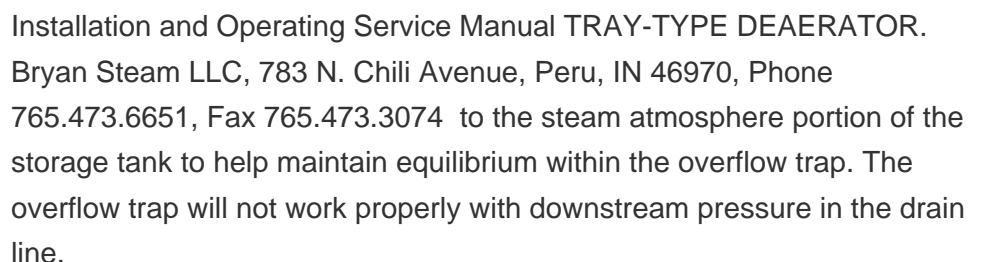 Installation and Operating Service Manual TRAY-TYPE DEAERATOR.
Bryan Steam LLC, 783 N. Chili Avenue, Peru, IN 46970, Phone
765.473.6651, Fax 765.473.3074  to the steam atmosphere portion of the
storage tank to help maintain equilibrium within the overflow trap. The
overflow trap will not work properly with downstream pressure in the drain
line.